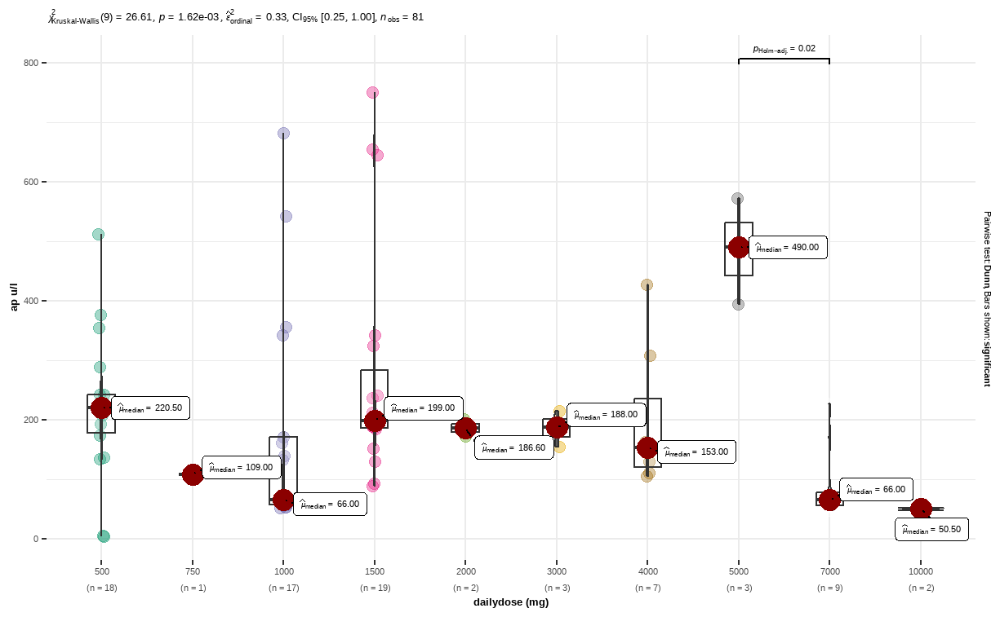 χ²Kruskal-Wallis(9) = 26.61, p = 1.62e-03, ε̂²ordinal = 0.33, CI95% [0.25, 1.00], nobs = 81
pHolm−adj. = 0.02
800
600
400
200
0
ap u/l
μ̂median = 490.00
μ̂median = 220.50
μ̂median = 199.00
μ̂median = 188.00
μ̂median = 186.60
μ̂median = 153.00
μ̂median = 109.00
μ̂median = 66.00
μ̂median = 66.00
μ̂median = 50.50
Pairwise test: Dunn, Bars shown: significant
500 750 1000 1500 2000 3000 4000 5000 7000 10000
(n = 18) (n = 1) (n = 17) (n = 19) (n = 2) (n = 3) (n = 7) (n = 3) (n = 9) (n = 2)
dailydose (mg)